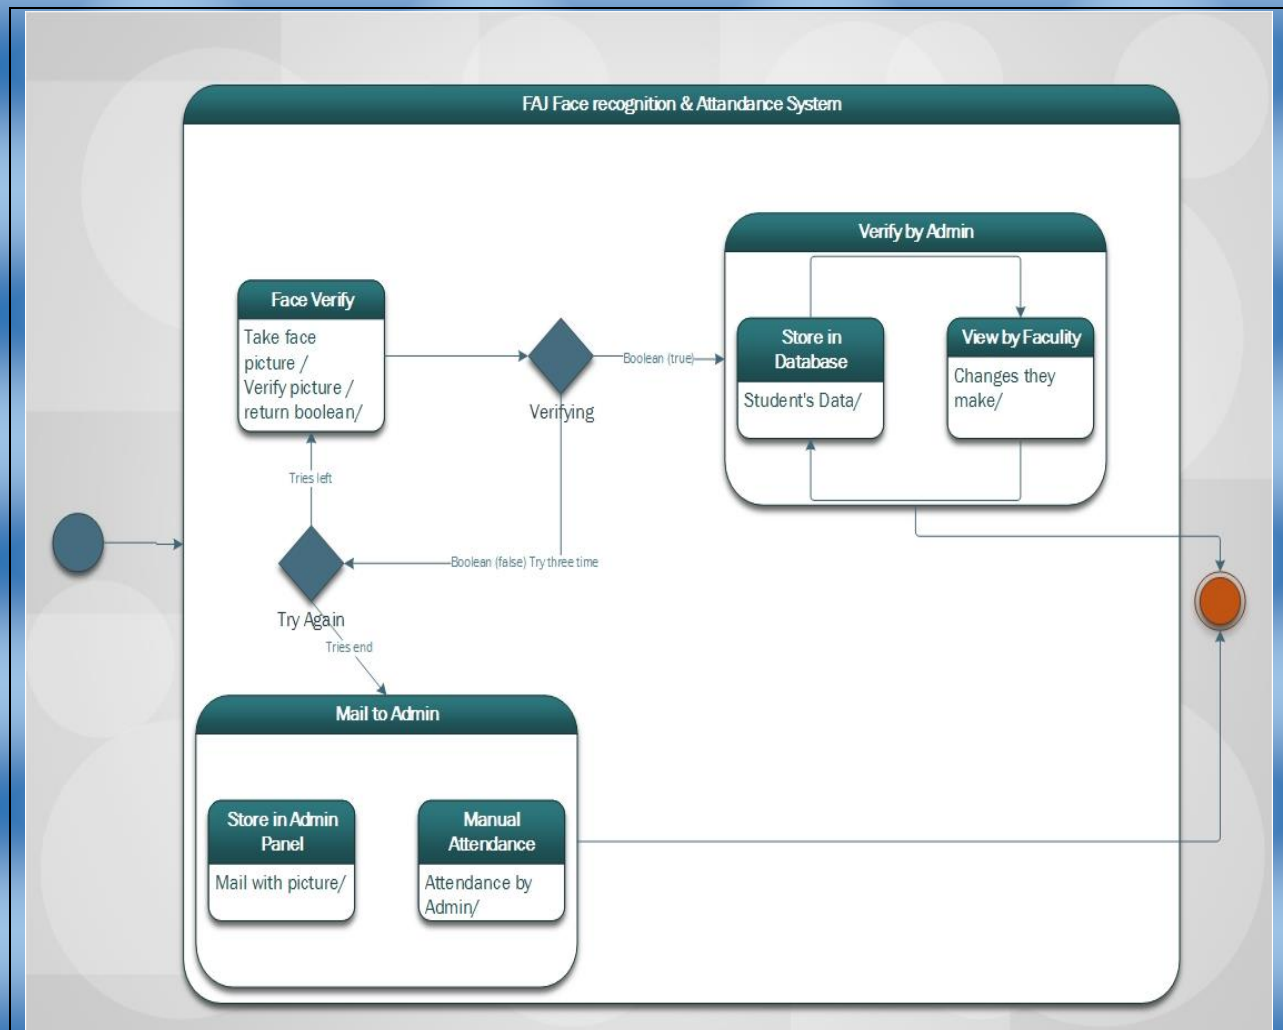 FAJ Face recognition & Attandance System
Verify by Admin
Face Verify
Take face
picture /
Verify picture /
return boolean/
Verifying
Boolean (true)
Store in
Database
Student's Data/
View by Faculity
Changes they
make/
Tries left
Boolean (false) Try three time
Try Again
Tries end
Mail to Admin
Store in Admin
Panel
Mail with picture/
Manual
Attendance
Attendance by
Admin/